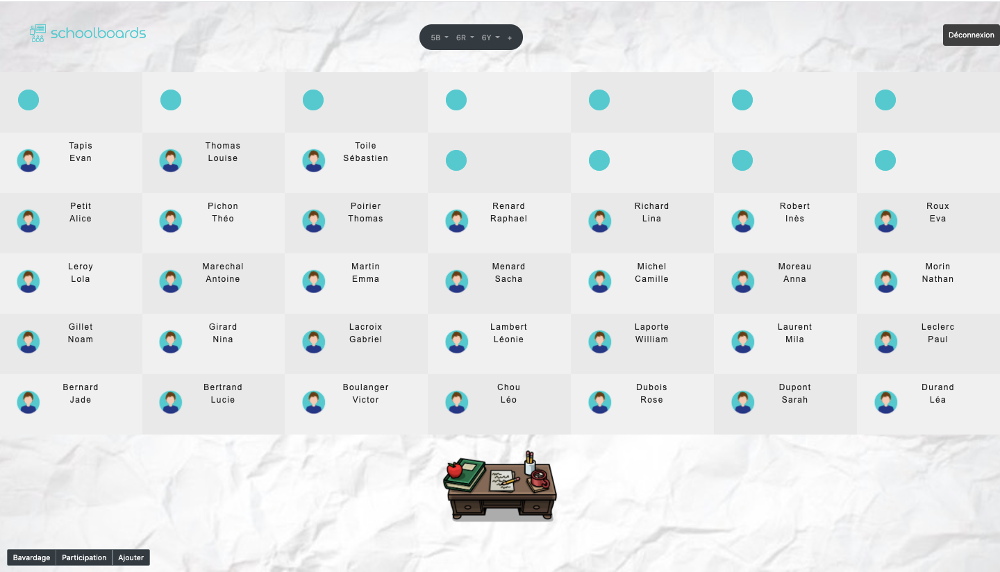 schoolboards
5B 6R 6Y +
Déconnexion
Tapis
Evan
Thomas
Louise
Toile
Sébastien
Petit
Alice
Pichon
Théo
Poirier
Thomas
Renard
Raphael
Richard
Lina
Robert
Inès
Roux
Eva
Leroy
Lola
Marechal
Antoine
Martin
Emma
Menard
Sacha
Michel
Camille
Moreau
Anna
Morin
Nathan
Gillet
Noam
Girard
Nina
Lacroix
Gabriel
Lambert
Léonie
Laporte
William
Laurent
Mila
Leclerc
Paul
Bernard
Jade
Bertrand
Lucie
Boulanger
Victor
Chou
Léo
Dubois
Rose
Dupont
Sarah
Durand
Léa
Bavardage Participation Ajouter